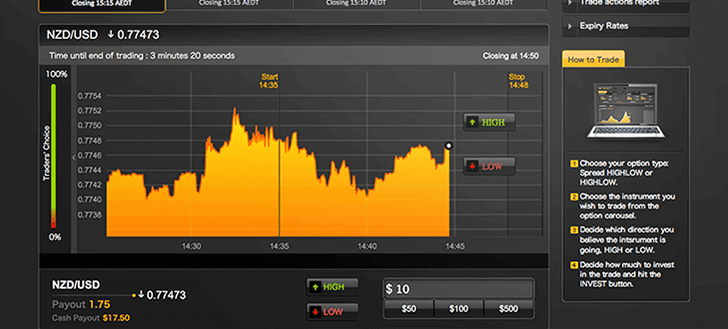 Closing 15:15 AEDT
Closing 15:15 AEDT
Closing 15:10 AEDT
Closing 15:10 AEDT
Trade actions report
Expiry Rates
NZD/USD 0.77473
Time until end of trading : 3 minutes 20 seconds
Closing at 14:50
100%
Traders' Choice
0%
Start
14:35
Stop
14:48
0.7754
0.7752
0.7750
0.7748
0.7746
0.7744
0.7742
0.7740
0.7738
HIGH
LOW
14:30
14:35
14:40
14:45
How to Trade
1 Choose your option type:
Spread HIGHLOW or
HIGHLOW.
2 Choose the instrument you
wish to trade from the
option carousel.
3 Decide which direction you
believe the intsrument is
going, HIGH or LOW.
4 Decide how much to invest
in the trade and hit the
INVEST button.
NZD/USD
0.77473
Payout 1.75
Cash Payout $17.50
HIGH
LOW
$ 10
$50
$100
$500